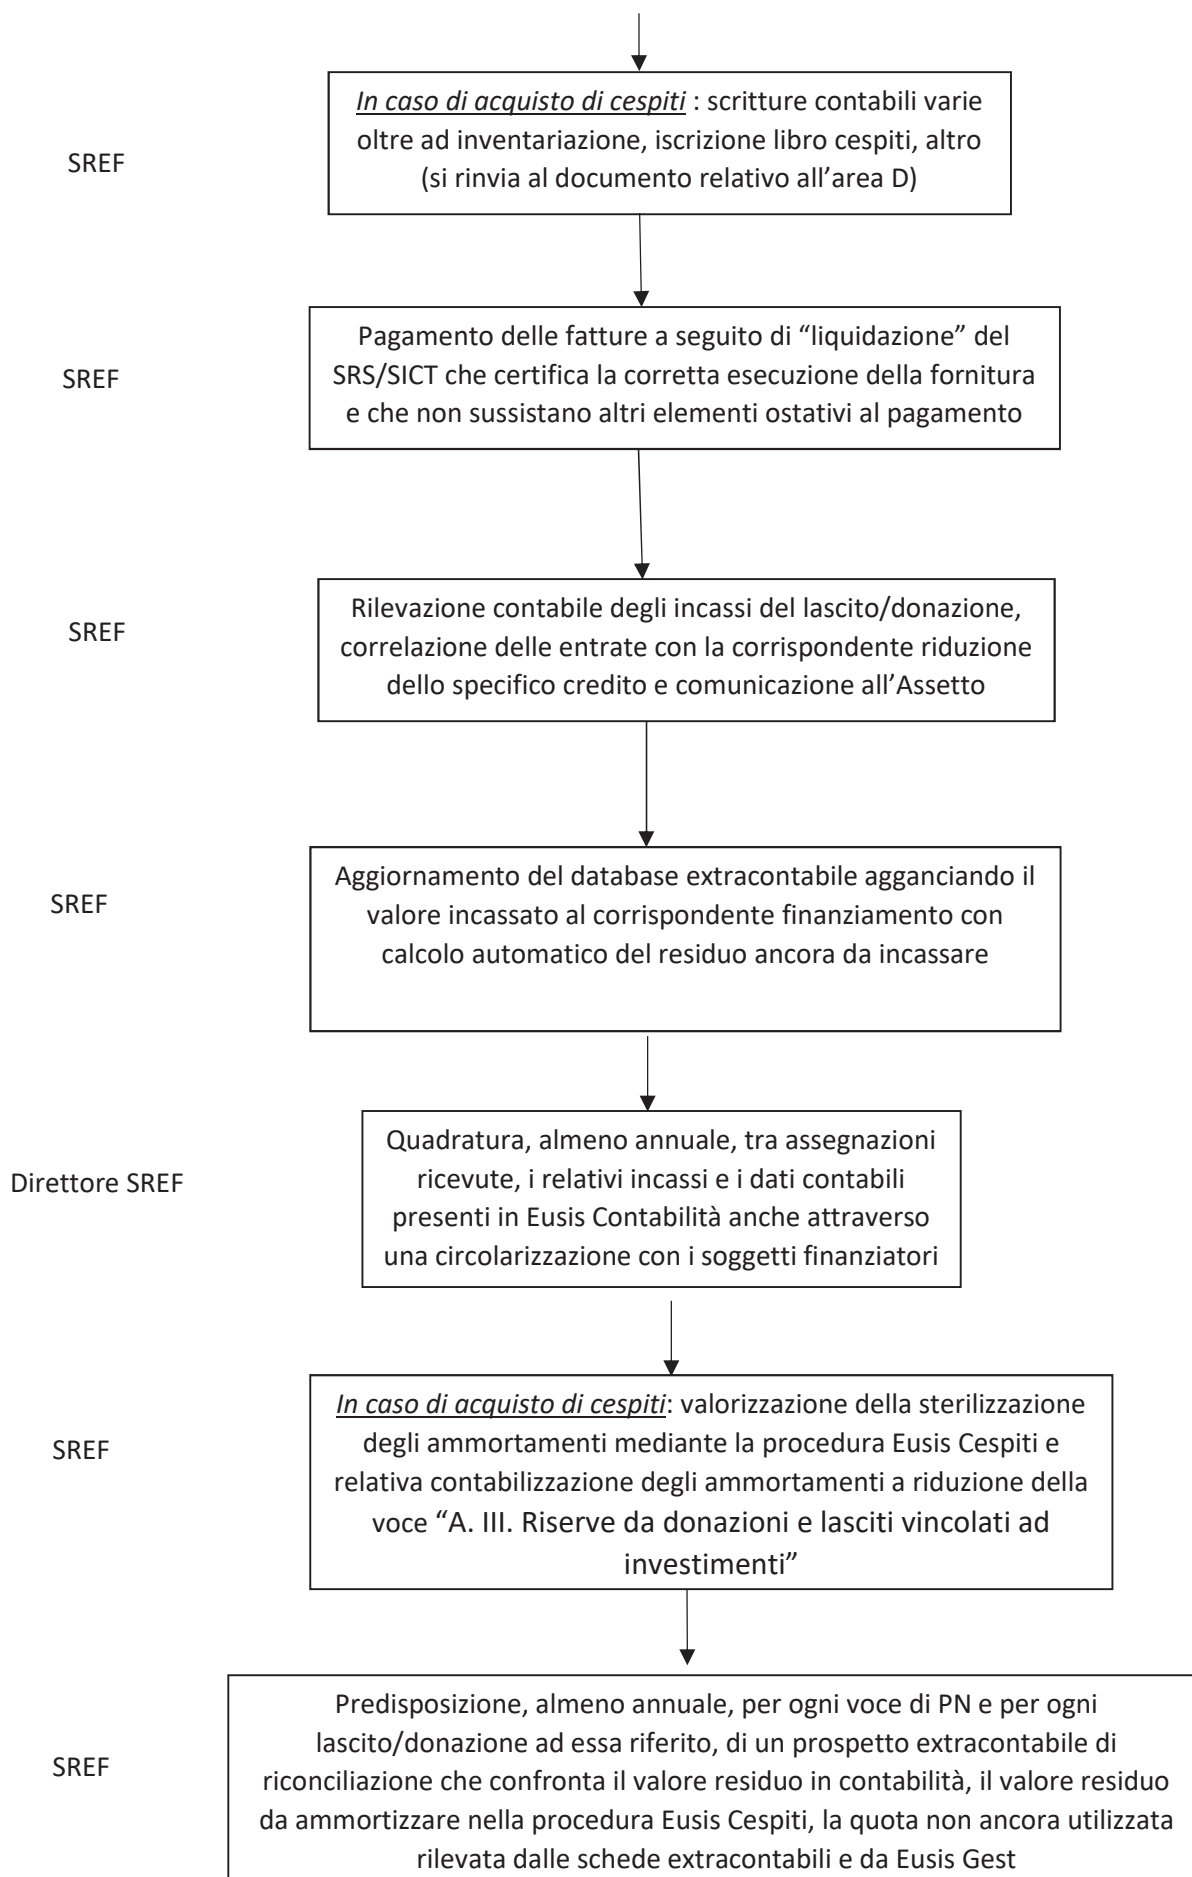 In caso di acquisto di cespiti : scritture contabili varie
oltre ad inventariazione, iscrizione libro cespiti, altro
(si rinvia al documento relativo all’area D)
SREF
Pagamento delle fatture a seguito di “liquidazione” del
SRS/SICT che certifica la corretta esecuzione della fornitura
e che non sussistano altri elementi ostativi al pagamento
SREF
Rilevazione contabile degli incassi del lascito/donazione,
correlazione delle entrate con la corrispondente riduzione
dello specifico credito e comunicazione all’Assetto
SREF
Aggiornamento del database extracontabile agganciando il
valore incassato al corrispondente finanziamento con
calcolo automatico del residuo ancora da incassare
SREF
Quadratura, almeno annuale, tra assegnazioni
ricevute, i relativi incassi e i dati contabili
presenti in Eusis Contabilità anche attraverso
una circolarizzazione con i soggetti finanziatori
Direttore SREF
In caso di acquisto di cespiti: valorizzazione della sterilizzazione
degli ammortamenti mediante la procedura Eusis Cespiti e
relativa contabilizzazione degli ammortamenti a riduzione della
voce “A. III. Riserve da donazioni e lasciti vincolati ad
investimenti”
SREF
Predisposizione, almeno annuale, per ogni voce di PN e per ogni
lascito/donazione ad essa riferito, di un prospetto extracontabile di
riconciliazione che confronta il valore residuo in contabilità, il valore residuo
da ammortizzare nella procedura Eusis Cespiti, la quota non ancora utilizzata
rilevata dalle schede extracontabili e da Eusis Gest
SREF